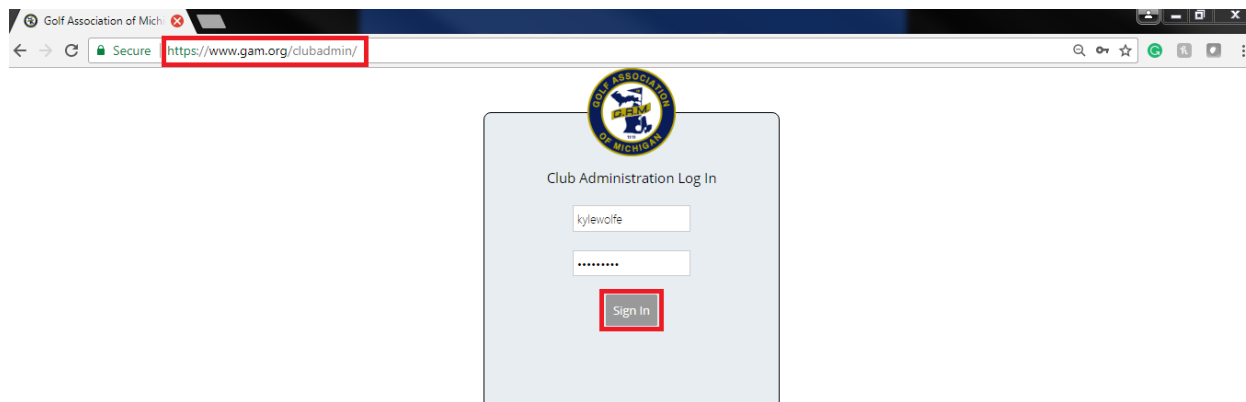 Golf Association of Michi
Secure
https://www.gam.org/clubadmin/
GOLF ASSOCIATION
G.A.M.
OF MICHIGAN
Club Administration Log In
kylewolfe
•••••••••
Sign In